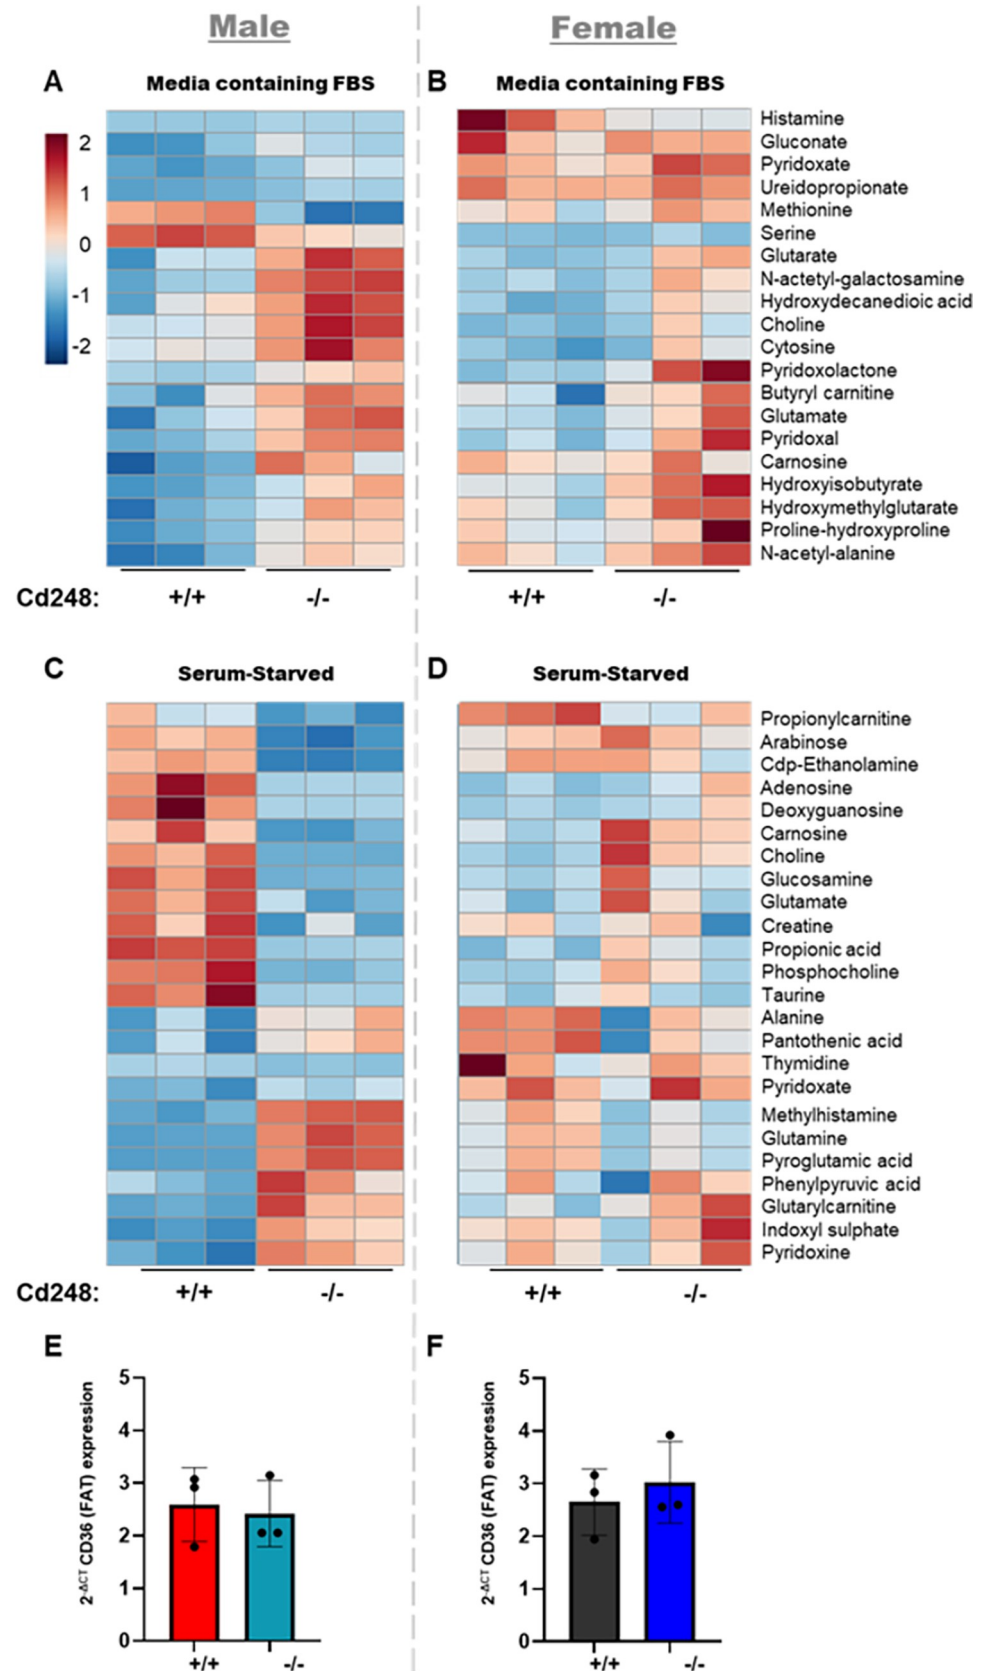 Male
Female
A
Media containing FBS
B
Media containing FBS
2
1
0
-1
-2
Histamine
Gluconate
Pyridoxate
Ureidopropionate
Methionine
Serine
Glutarate
N-actetyl-galactosamine
Hydroxydecanedioic acid
Choline
Cytosine
Pyridoxolactone
Butyryl carnitine
Glutamate
Pyridoxal
Carnosine
Hydroxyisobutyrate
Hydroxymethylglutarate
Proline-hydroxyproline
N-acetyl-alanine
Cd248: +/+ -/- +/+ -/-
C
Serum-Starved
D
Serum-Starved
Propionylcarnitine
Arabinose
Cdp-Ethanolamine
Adenosine
Deoxyguanosine
Carnosine
Choline
Glucosamine
Glutamate
Creatine
Propionic acid
Phosphocholine
Taurine
Alanine
Pantothenic acid
Thymidine
Pyridoxate
Methylhistamine
Glutamine
Pyroglutamic acid
Phenylpyruvic acid
Glutarylcarnitine
Indoxyl sulphate
Pyridoxine
Cd248: +/+ -/- +/+ -/-
E
2-ΔCT CD36 (FAT) expression
5
4
3
2
1
0
+/+ -/-
F
2-ΔCT CD36 (FAT) expression
5
4
3
2
1
0
+/+ -/-